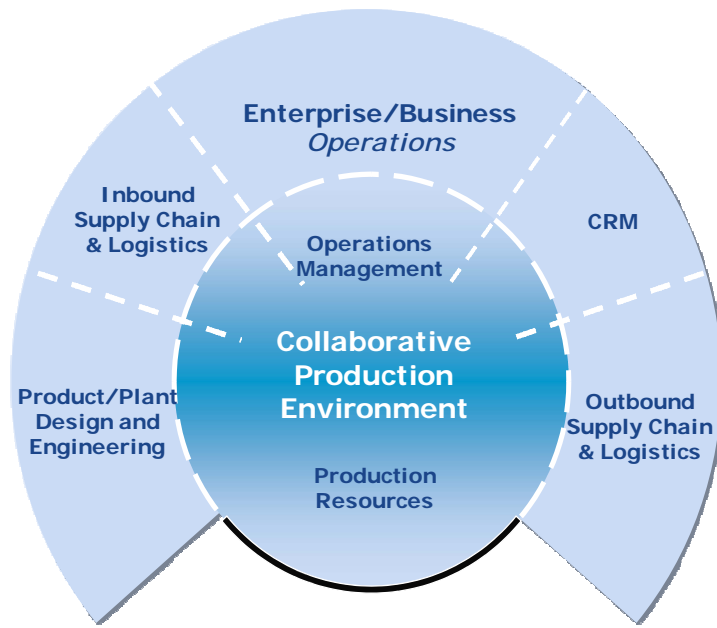 Enterprise/Business
Operations
Inbound
Supply Chain
& Logistics
CRM
Operations
Management
Collaborative
Production
Environment
Product/Plant
Design and
Engineering
Outbound
Supply Chain
& Logistics
Production
Resources